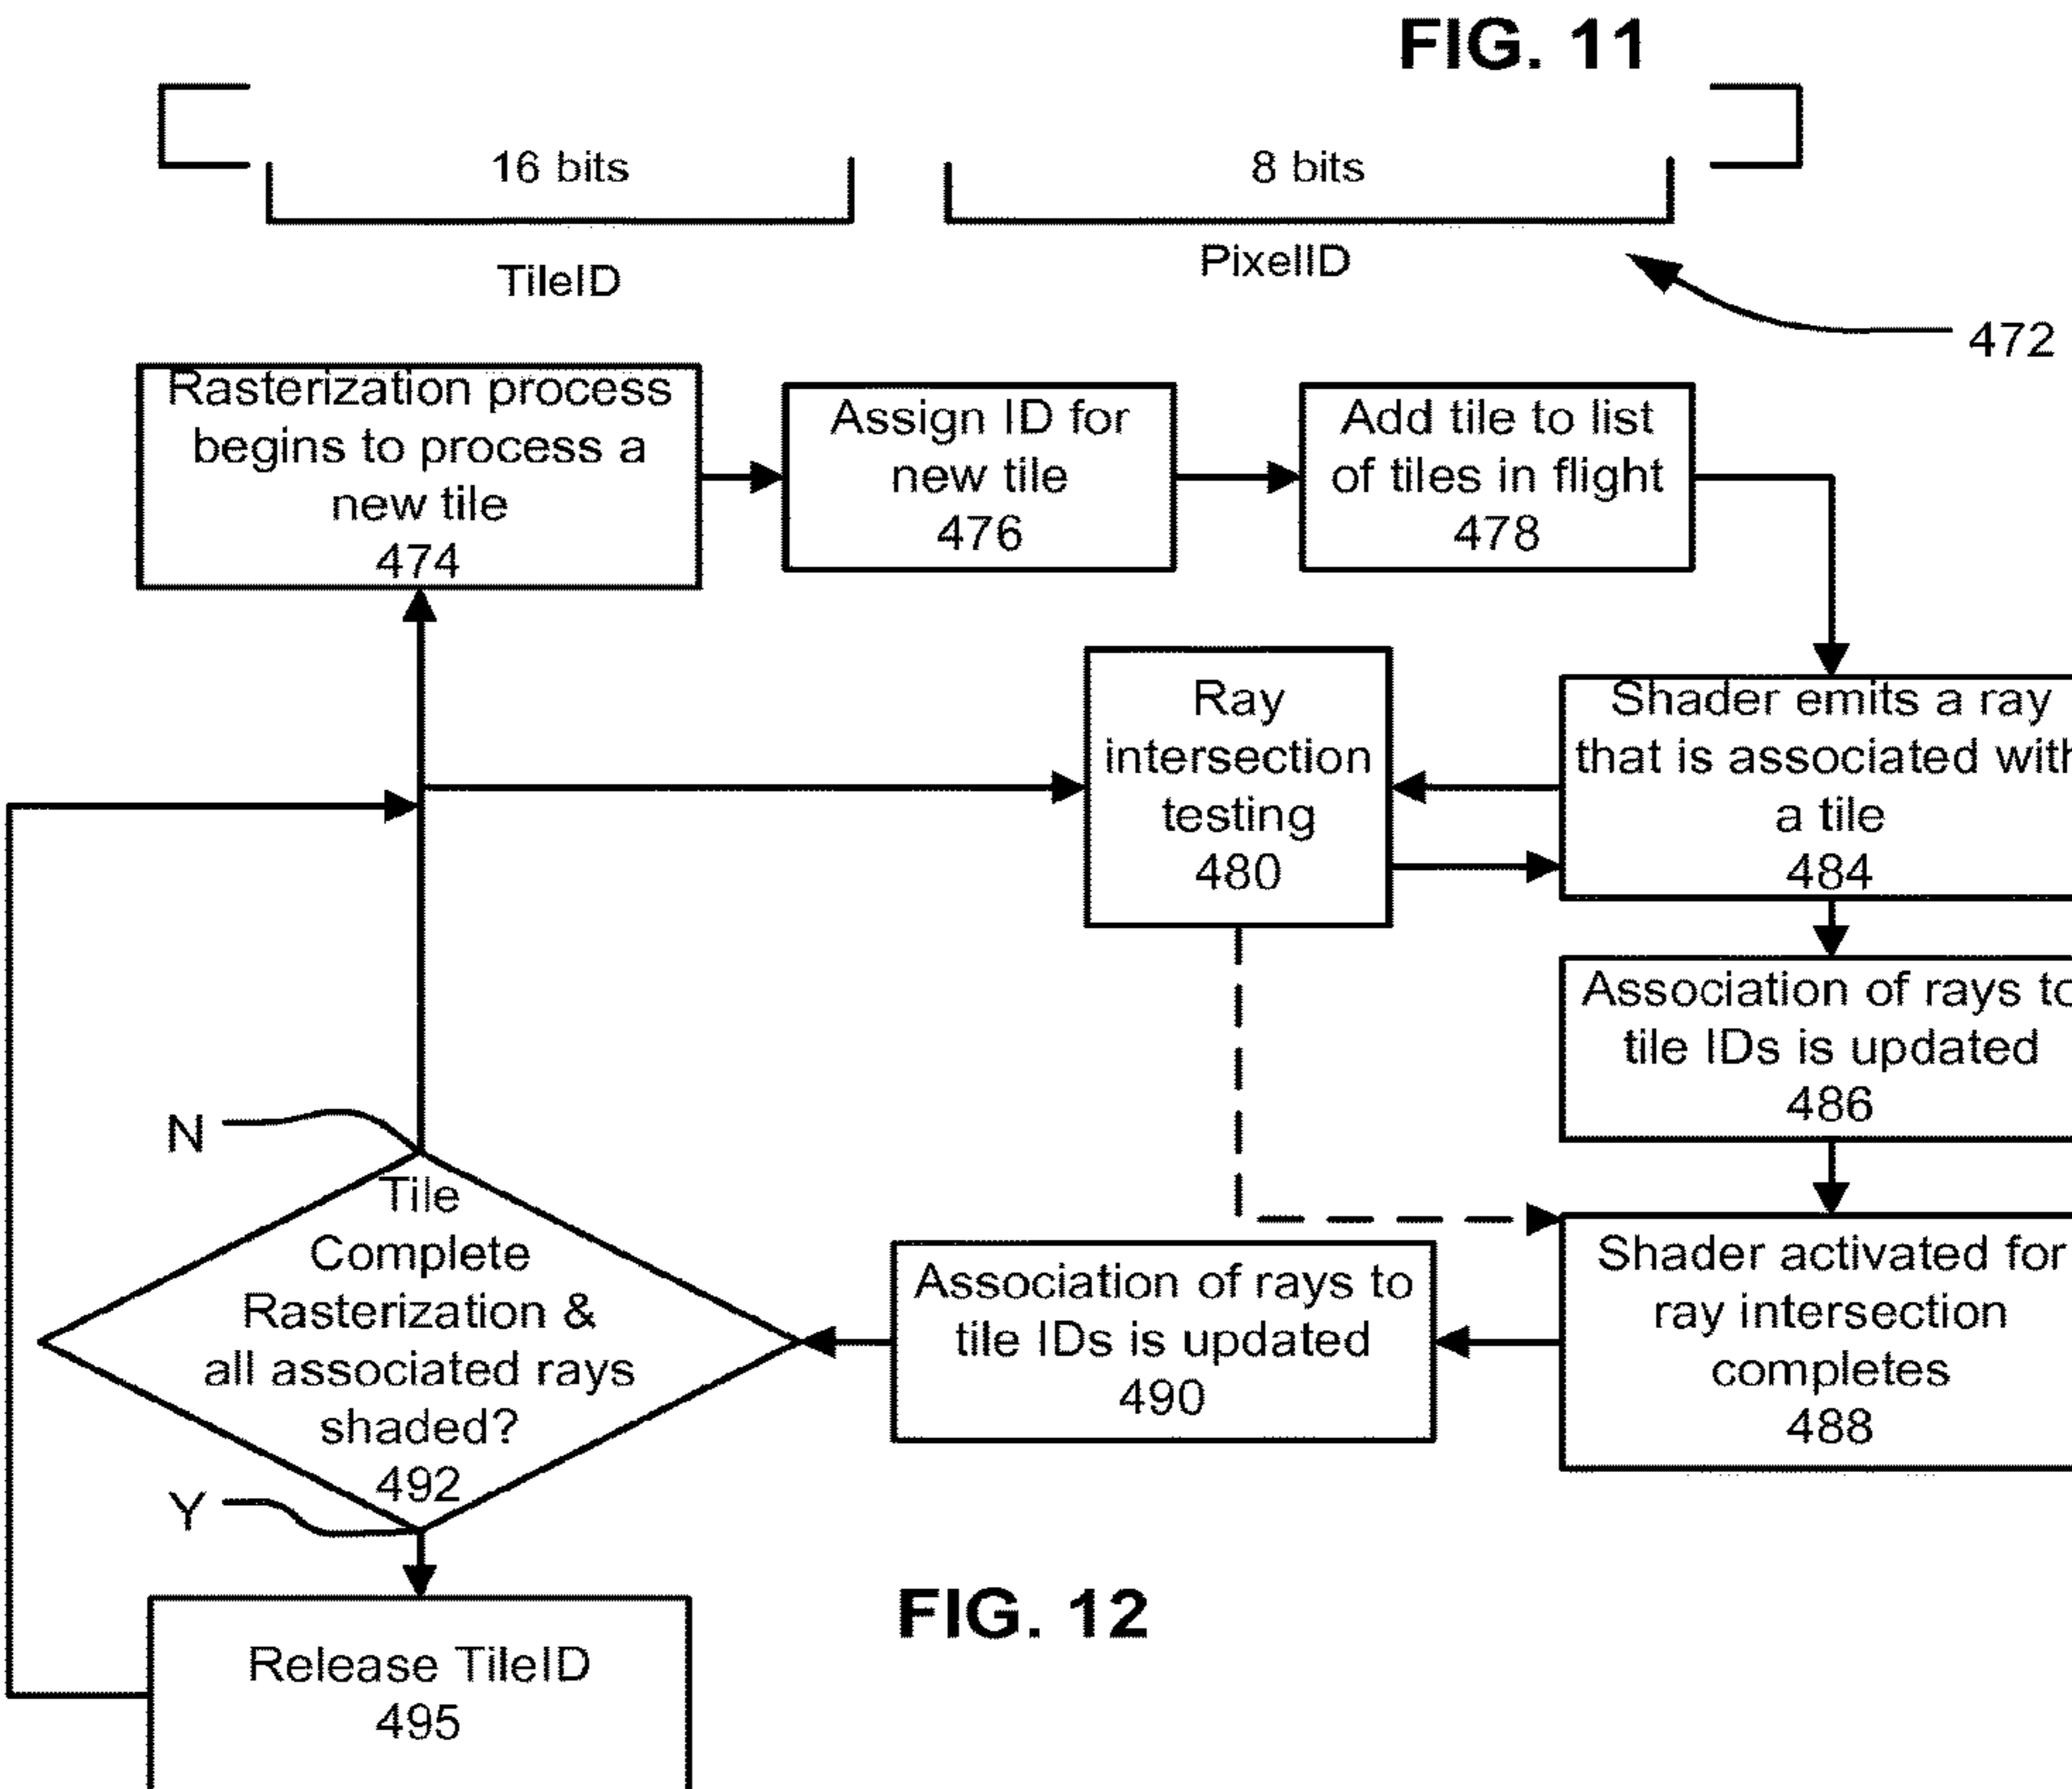 FIG. 11
16 bits
8 bits
TileID
PixelID
472
Rasterization process
begins to process a
new tile
474
Assign ID for
new tile
476
Add tile to list
of tiles in flight
478
Ray
intersection
testing
480
Shader emits a ray
that is associated with
a tile
484
Association of rays to
tile IDs is updated
486
N
Tile
Complete
Rasterization &
all associated rays
shaded?
492
Association of rays to
tile IDs is updated
490
Shader activated for
ray intersection
completes
488
Y
FIG. 12
Release TileID
495